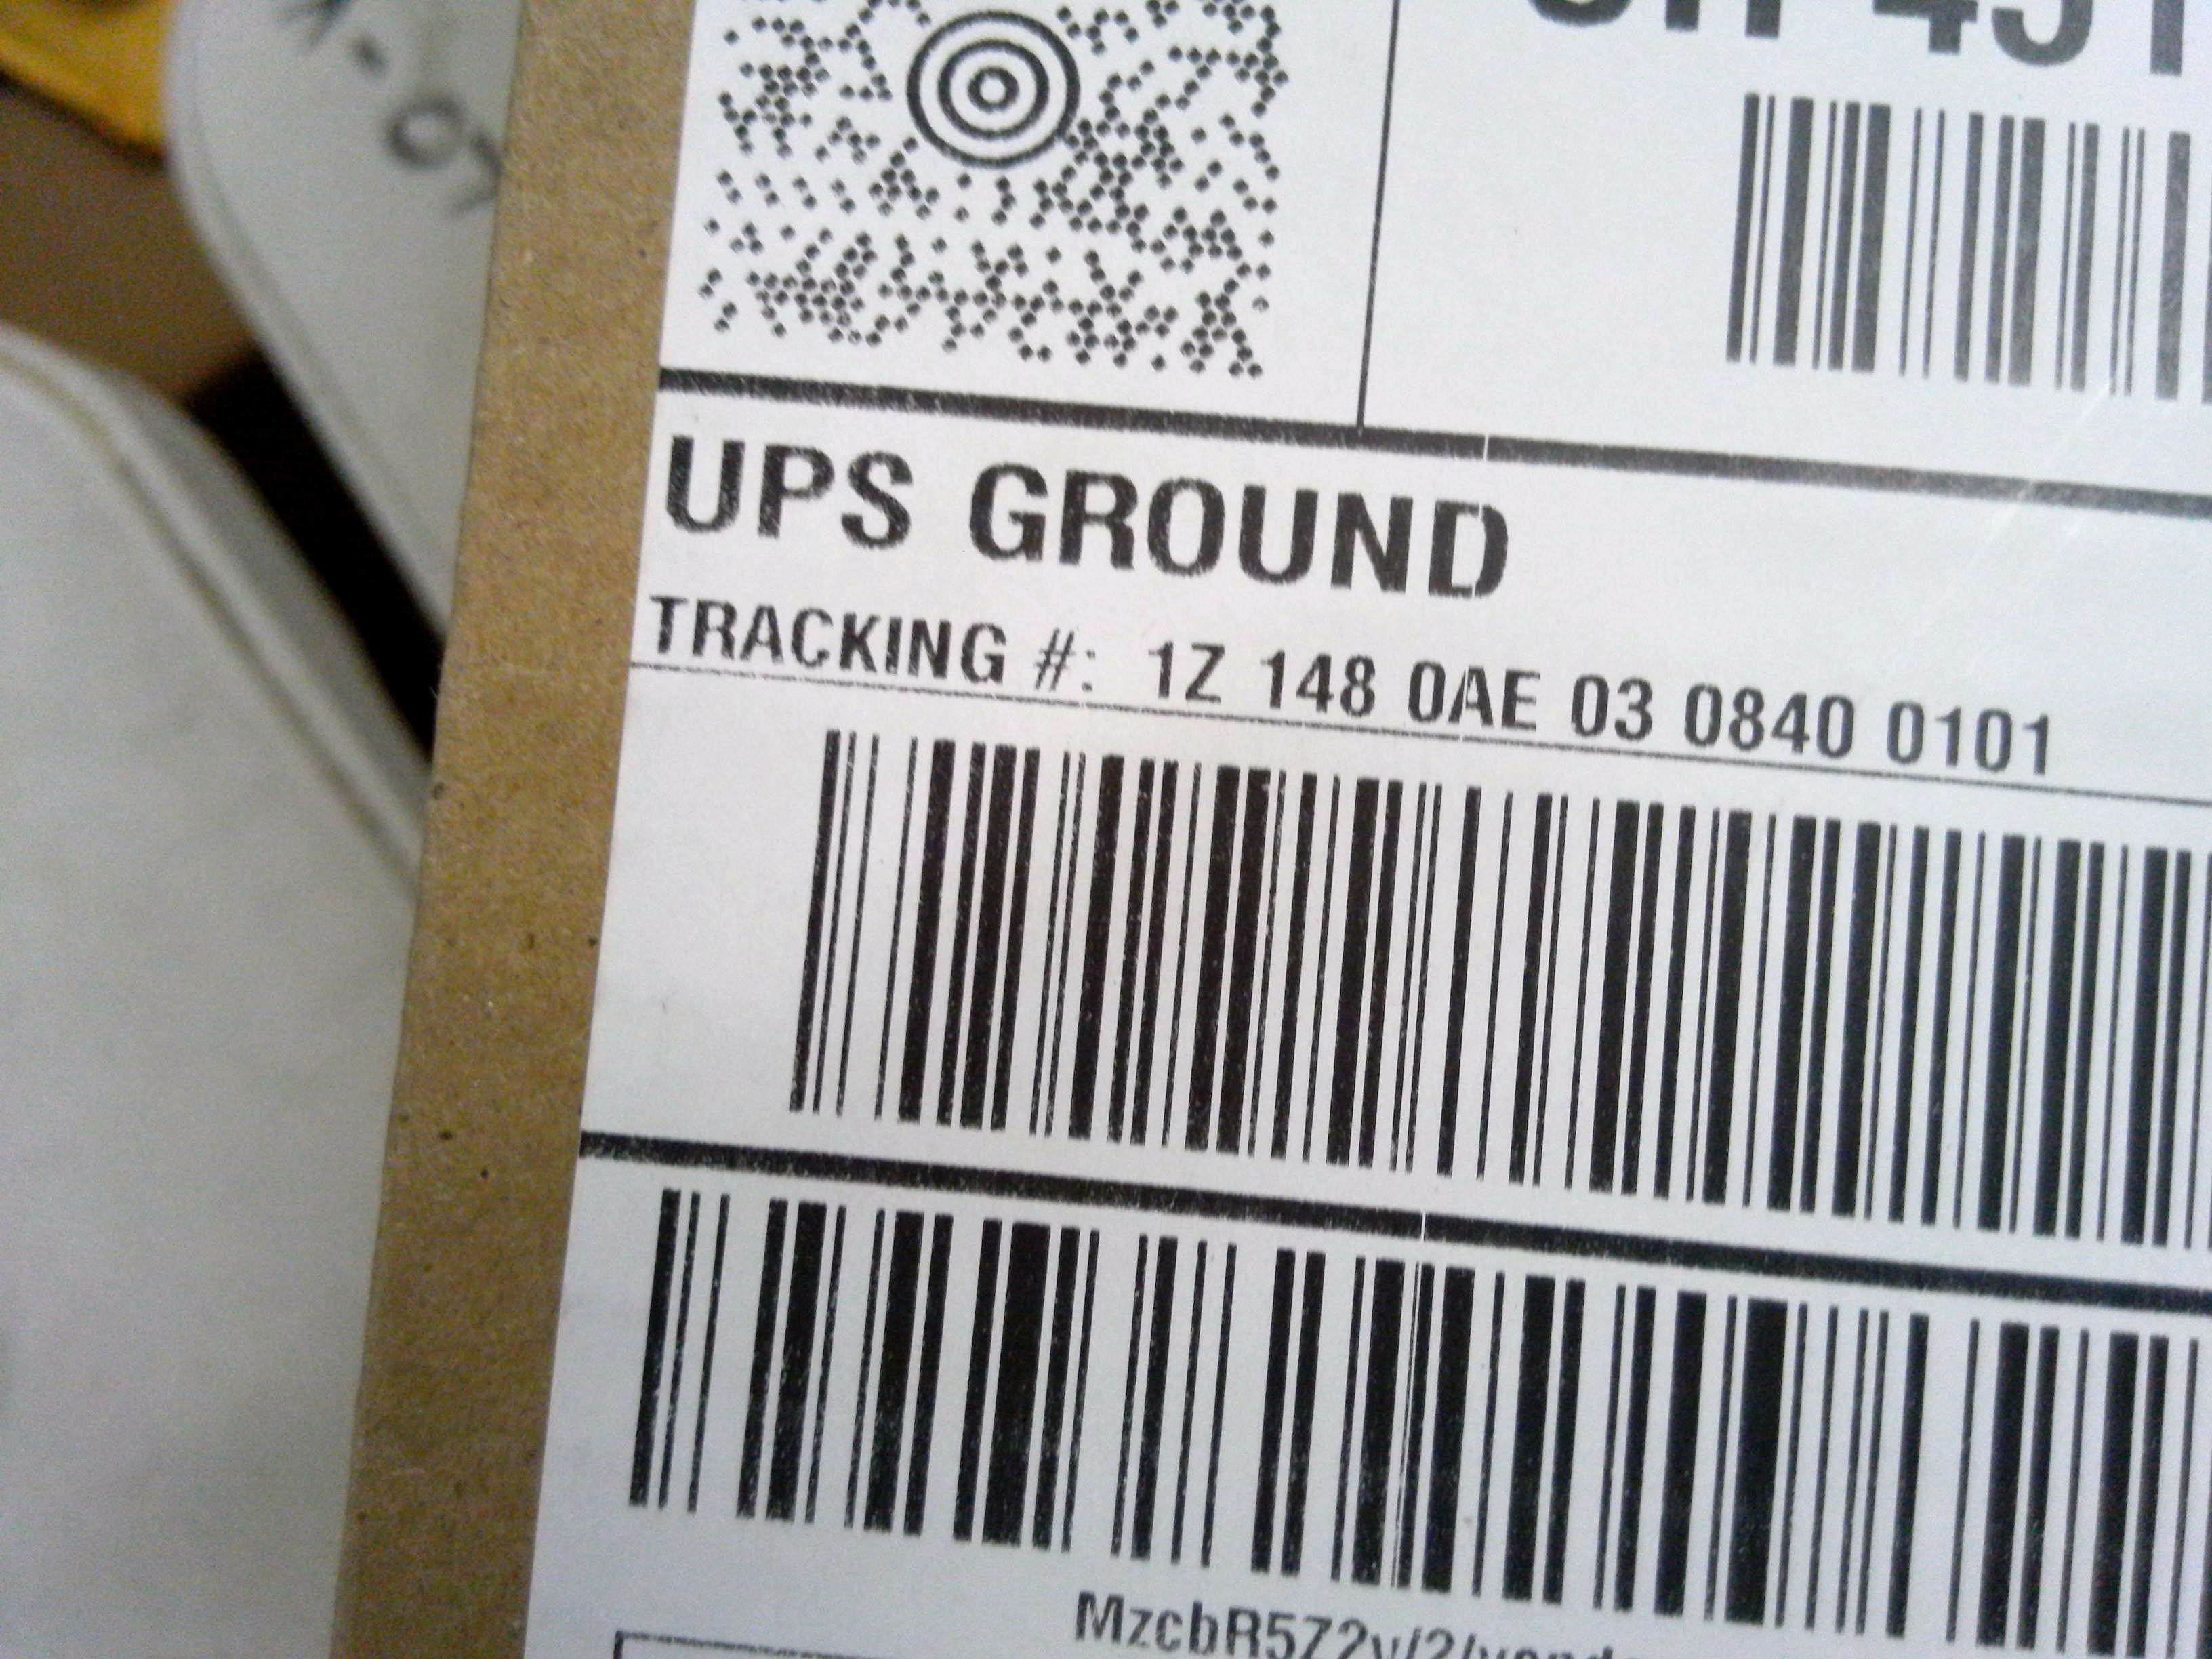 UPS GROUND
TRACKING #: 1Z 148 0AE 03 0840 0101